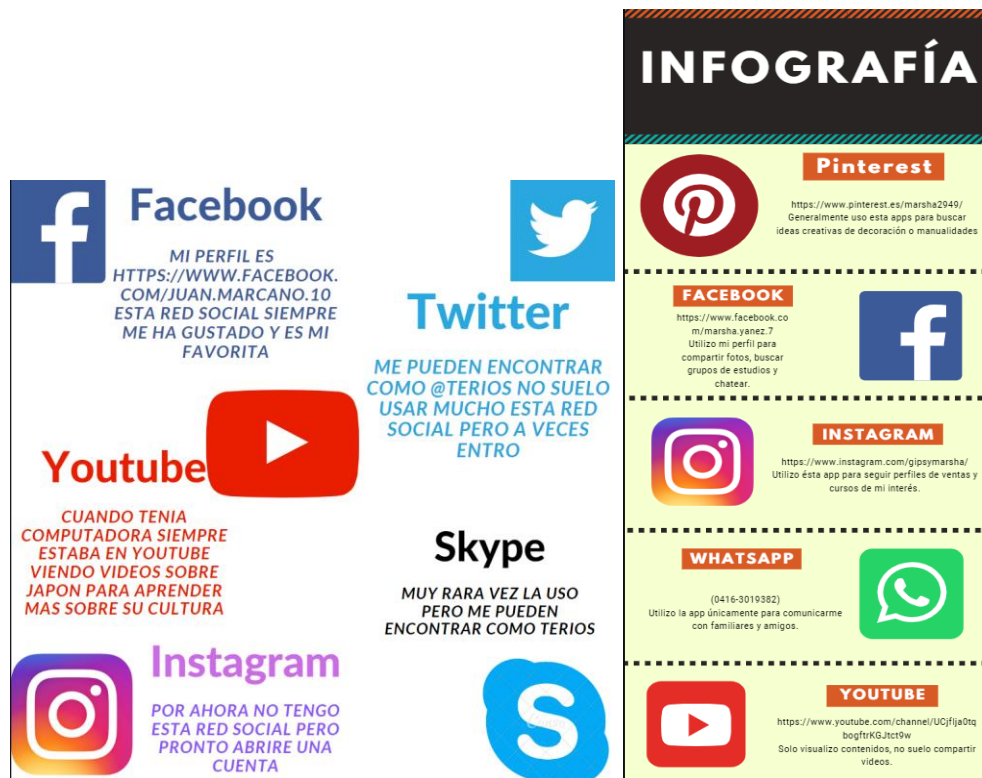 Facebook
MI PERFIL ES
HTTPS://WWW.FACEBOOK.
COM/JUAN.MARCANO.10
ESTA RED SOCIAL SIEMPRE
ME HA GUSTADO Y ES MI
FAVORITA
Twitter
ME PUEDEN ENCONTRAR
COMO @TERIOS NO SUELO
USAR MUCHO ESTA RED
SOCIAL PERO A VECES
ENTRO
Youtube
CUANDO TENIA
COMPUTADORA SIEMPRE
ESTABA EN YOUTUBE
VIENDO VIDEOS SOBRE
JAPON PARA APRENDER
MAS SOBRE SU CULTURA
Skype
MUY RARA VEZ LA USO
PERO ME PUEDEN
ENCONTRAR COMO TERIOS
Instagram
POR AHORA NO TENGO
ESTA RED SOCIAL PERO
PRONTO ABRIRE UNA
CUENTA
INFOGRAFÍA
Pinterest
https://www.pinterest.es/marsha2949/
Generalmente uso esta apps para buscar
ideas creativas de decoración o manualidades
FACEBOOK
https://www.facebook.co
m/marsha.yanez.7
Utilizo mi perfil para
compartir fotos, buscar
grupos de estudios y
chatear.
INSTAGRAM
https://www.instagram.com/gipsymarsha/
Utilizo ésta app para seguir perfiles de ventas y
cursos de mi interés.
WHATSAPP
(0416-3019382)
Utilizo la app únicamente para comunicarme
con familiares y amigos.
YOUTUBE
https://www.youtube.com/channel/UCjfIja0tq
bogftrKGJtct9w
Solo visualizo contenidos, no suelo compartir
videos.